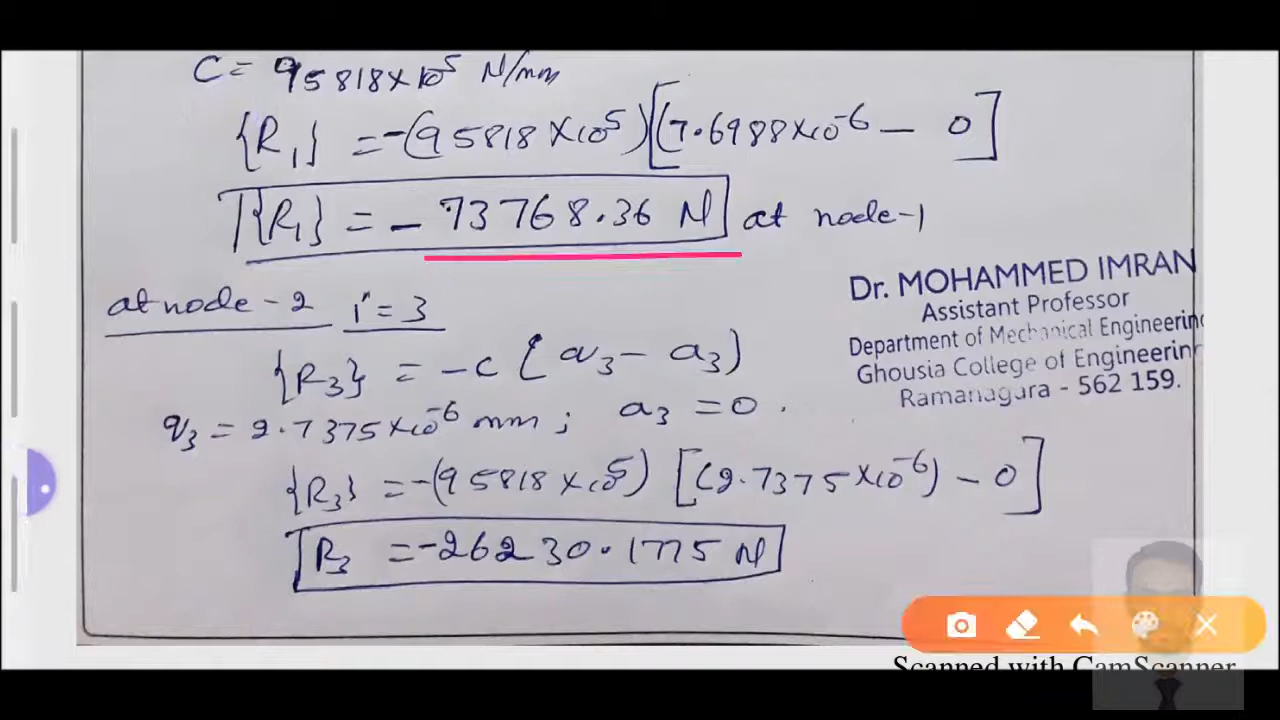 C = 95818×10⁵ N/mm
{R₁} = -(95818×10⁵)[(7.6988×10⁻⁶ - 0]
{R₁} = - 73768.36 N at node-1
Dr. MOHAMMED IMRAN
Assistant Professor
Department of Mechanical Engineering
Ghousia College of Engineering
Ramanagara - 562 159.
at node-2 i=3
{R₃} = -C [q₃ - a₃)
q₃ = 2.7375×10⁻⁶ mm ; a₃ = 0 .
{R₃} = -(95818×10⁵) [(2.7375×10⁻⁶) - 0]
R₃ = -26230.1775 N
Scanned with CamScanner